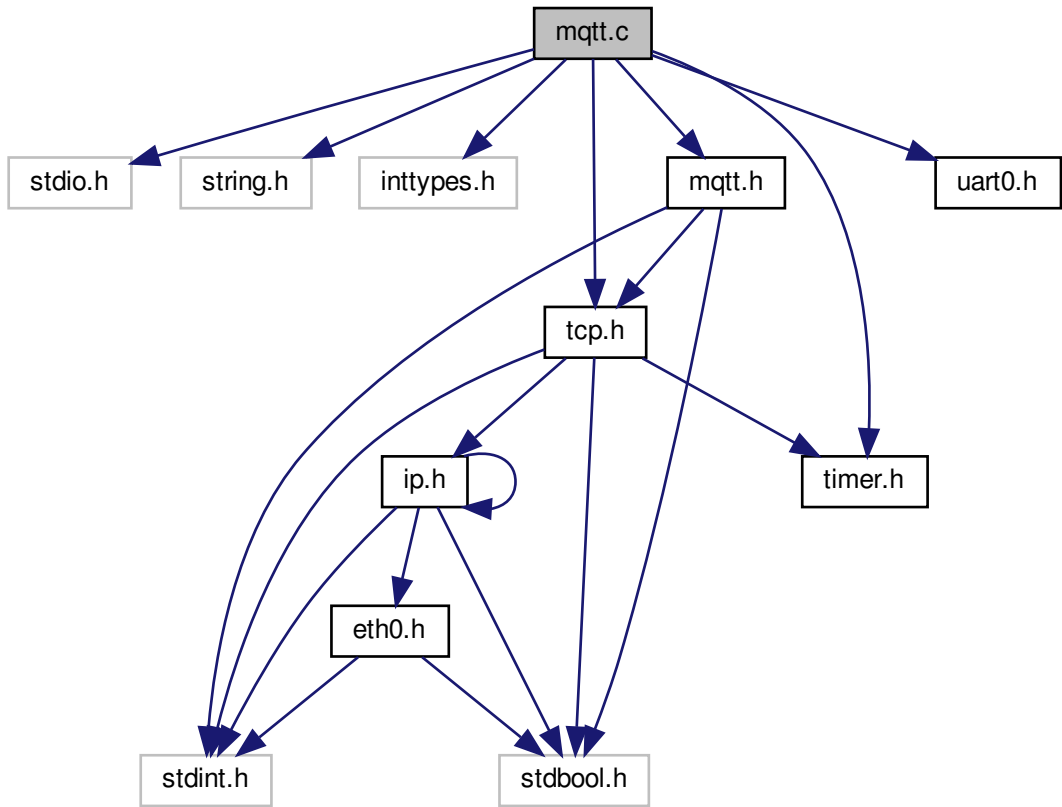 mqtt.c
stdio.h
string.h
inttypes.h
mqtt.h
uart0.h
tcp.h
ip.h
timer.h
eth0.h
stdint.h
stdbool.h